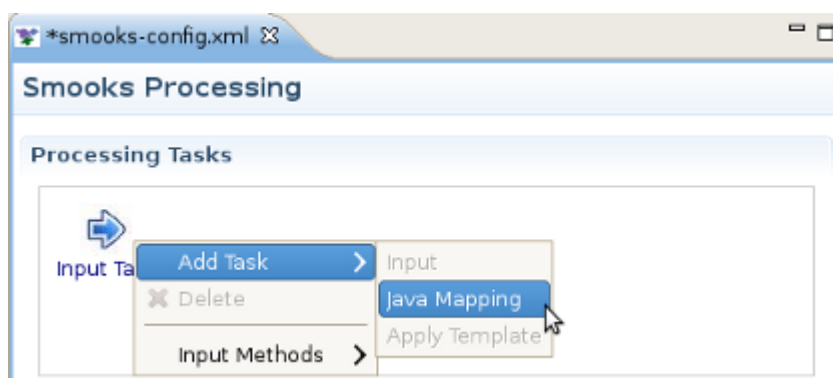 *smooks-config.xml
Smooks Processing
Processing Tasks
Input Ta
Add Task
Input
Delete
Java Mapping
Apply Template
Input Methods